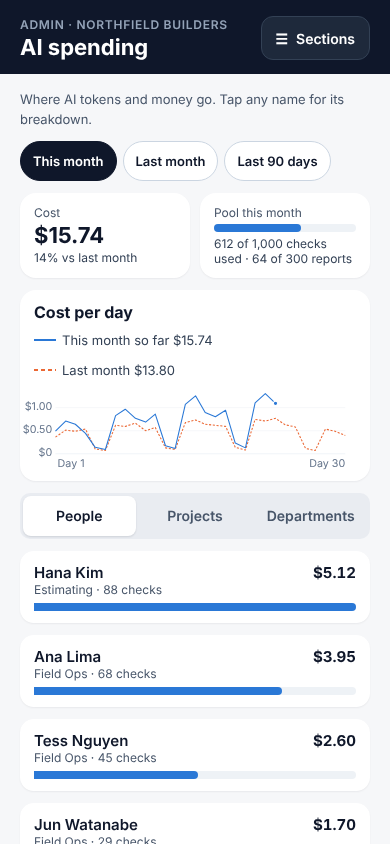 ADMIN · NORTHFIELD BUILDERS
AI spending
☰ Sections
Where AI tokens and money go. Tap any name for its
breakdown.
This month
Last month
Last 90 days
Cost
$15.74
14% vs last month
Pool this month
612 of 1,000 checks
used · 64 of 300 reports
Cost per day
This month so far $15.74
Last month $13.80
$1.00
$0.50
$0
Day 1
Day 30
People
Projects
Departments
Hana Kim
$5.12
Estimating · 88 checks
Ana Lima
$3.95
Field Ops · 68 checks
Tess Nguyen
$2.60
Field Ops · 45 checks
Jun Watanabe
$1.70
Field Ops · 29 checks